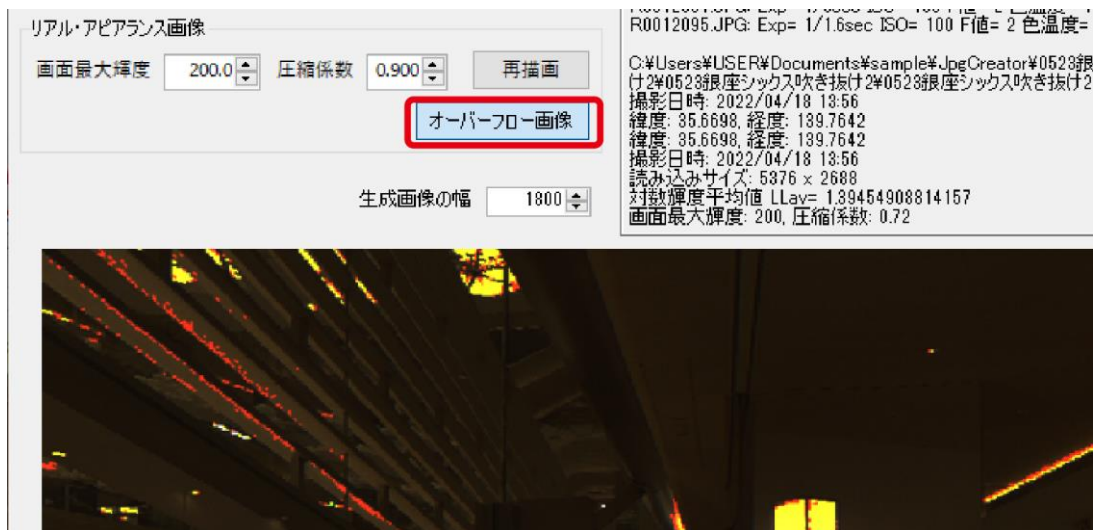 リアル・アピアランス画像
画面最大輝度 200.0 圧縮係数 0.900 再描画
オーバーフロー画像
生成画像の幅 1800
R0012095.JPG: Exp= 1/1.6sec ISO= 100 F値= 2 色温度=
C:¥Users¥USER¥Documents¥sample¥JpgCreator¥0523銀
け2¥0523銀座シックス吹き抜け2¥0523銀座シックス吹き抜け2
撮影日時: 2022/04/18 13:56
緯度: 35.6698, 経度: 139.7642
緯度: 35.6698, 経度: 139.7642
撮影日時: 2022/04/18 13:56
読み込みサイズ: 5376 x 2688
対数輝度平均値 LLav= 1.39454908814157
画面最大輝度: 200, 圧縮係数: 0.72